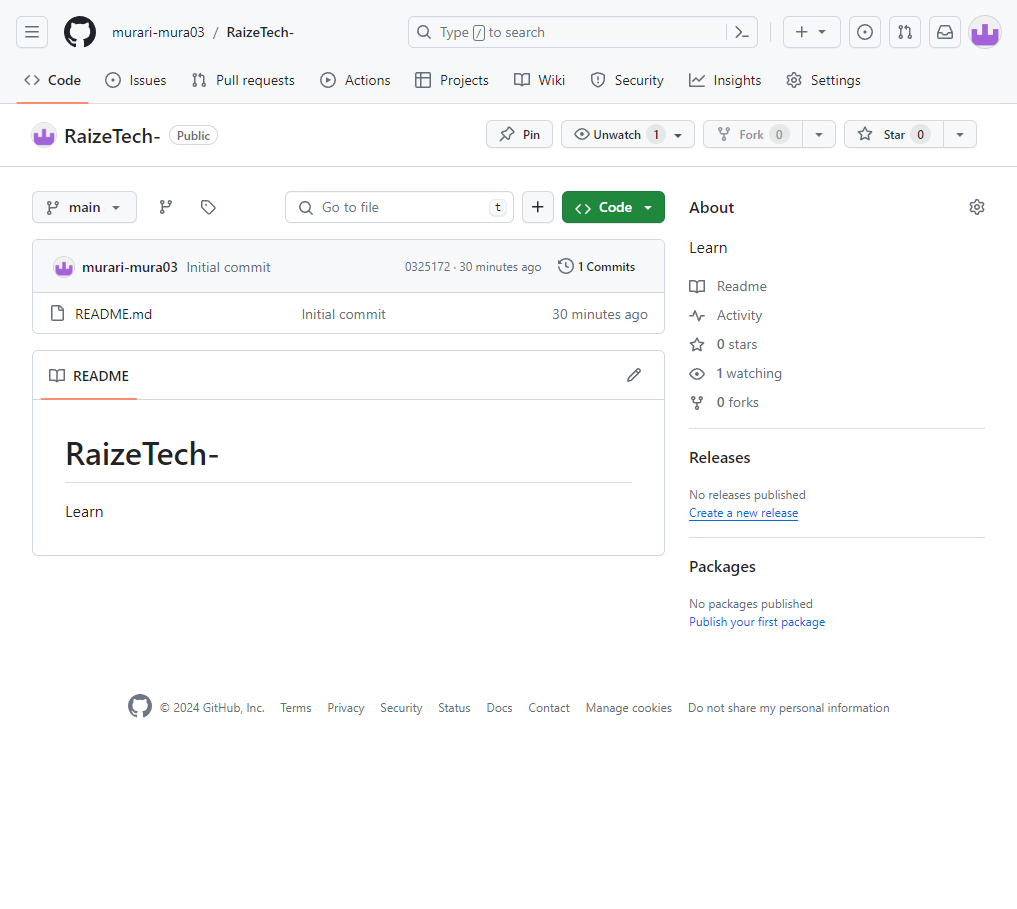 murari-mura03 / RaizeTech- Type / to search
Code Issues Pull requests Actions Projects Wiki Security Insights Settings
RaizeTech- Public Pin Unwatch 1 Fork 0 Star 0
main Go to file t Code
murari-mura03 Initial commit 0325172 · 30 minutes ago 1 Commits
README.md Initial commit 30 minutes ago
README
RaizeTech-
Learn
About
Learn
Readme
Activity
0 stars
1 watching
0 forks
Releases
No releases published
Create a new release
Packages
No packages published
Publish your first package
© 2024 GitHub, Inc. Terms Privacy Security Status Docs Contact Manage cookies Do not share my personal information